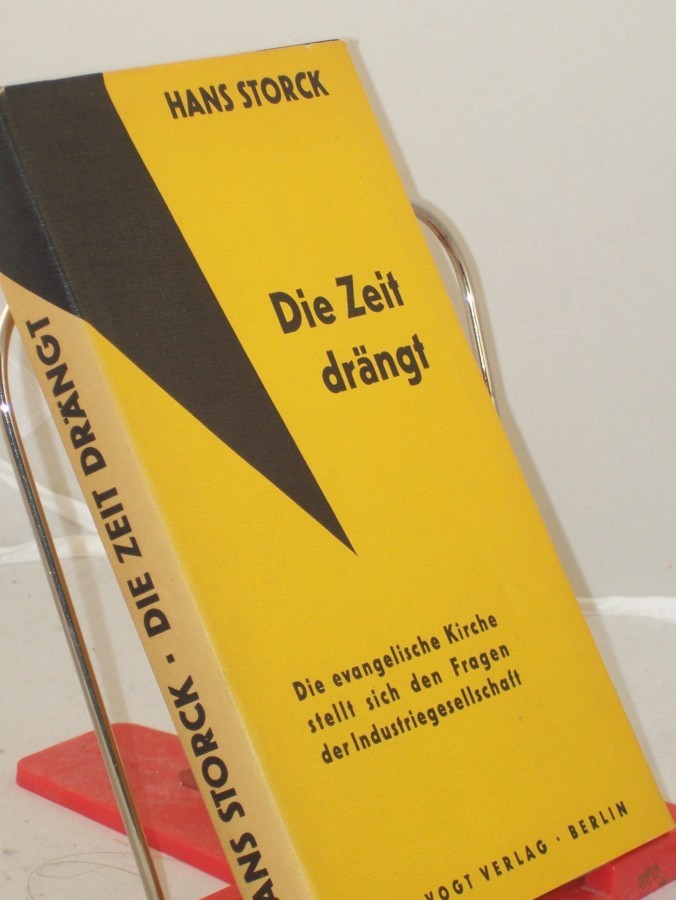 HANS STORCK
Die Zeit
drängt
Die evangelische Kirche
stellt sich den Fragen
der Industriegesellschaft
VOGT VERLAG · BERLIN
ANS STORCK · DIE ZEIT DRÄNGT